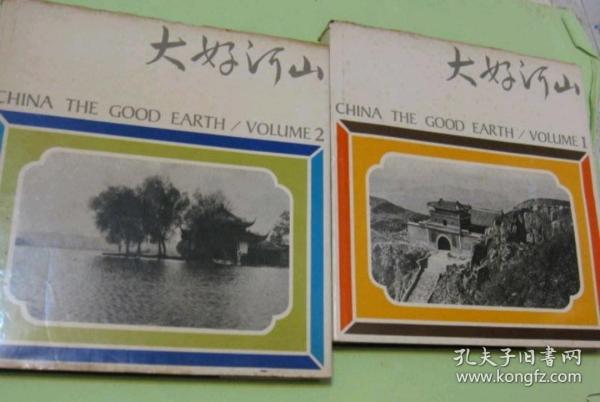 大好河山
CHINA THE GOOD EARTH / VOLUME 2
大好河山
CHINA THE GOOD EARTH / VOLUME 1
孔夫子旧书网
www.kongfz.com